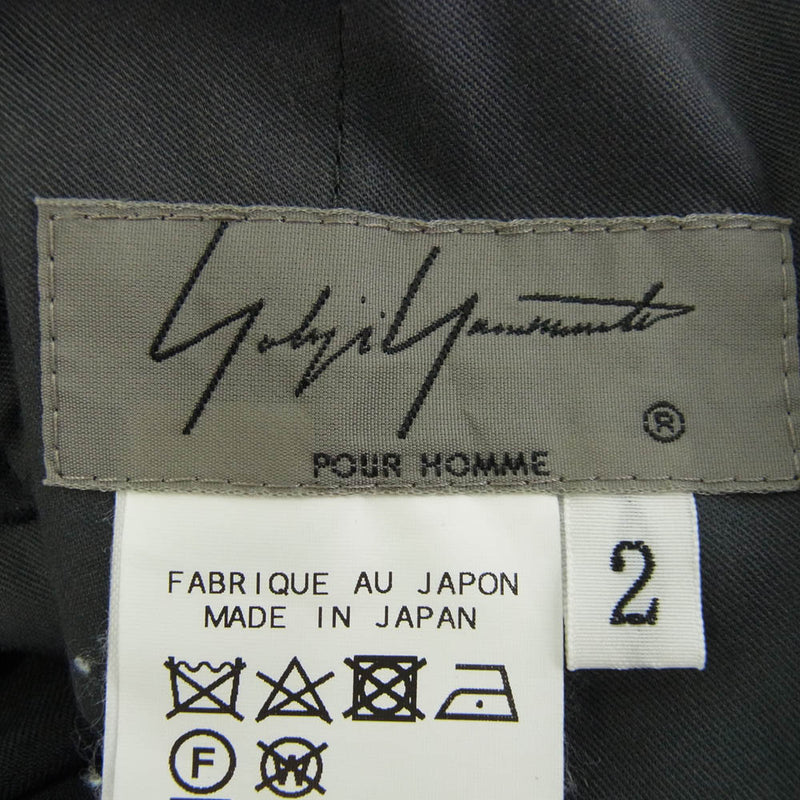 Yohji Yamamoto
®
POUR HOMME
FABRIQUE AU JAPON
MADE IN JAPAN
2
F
W